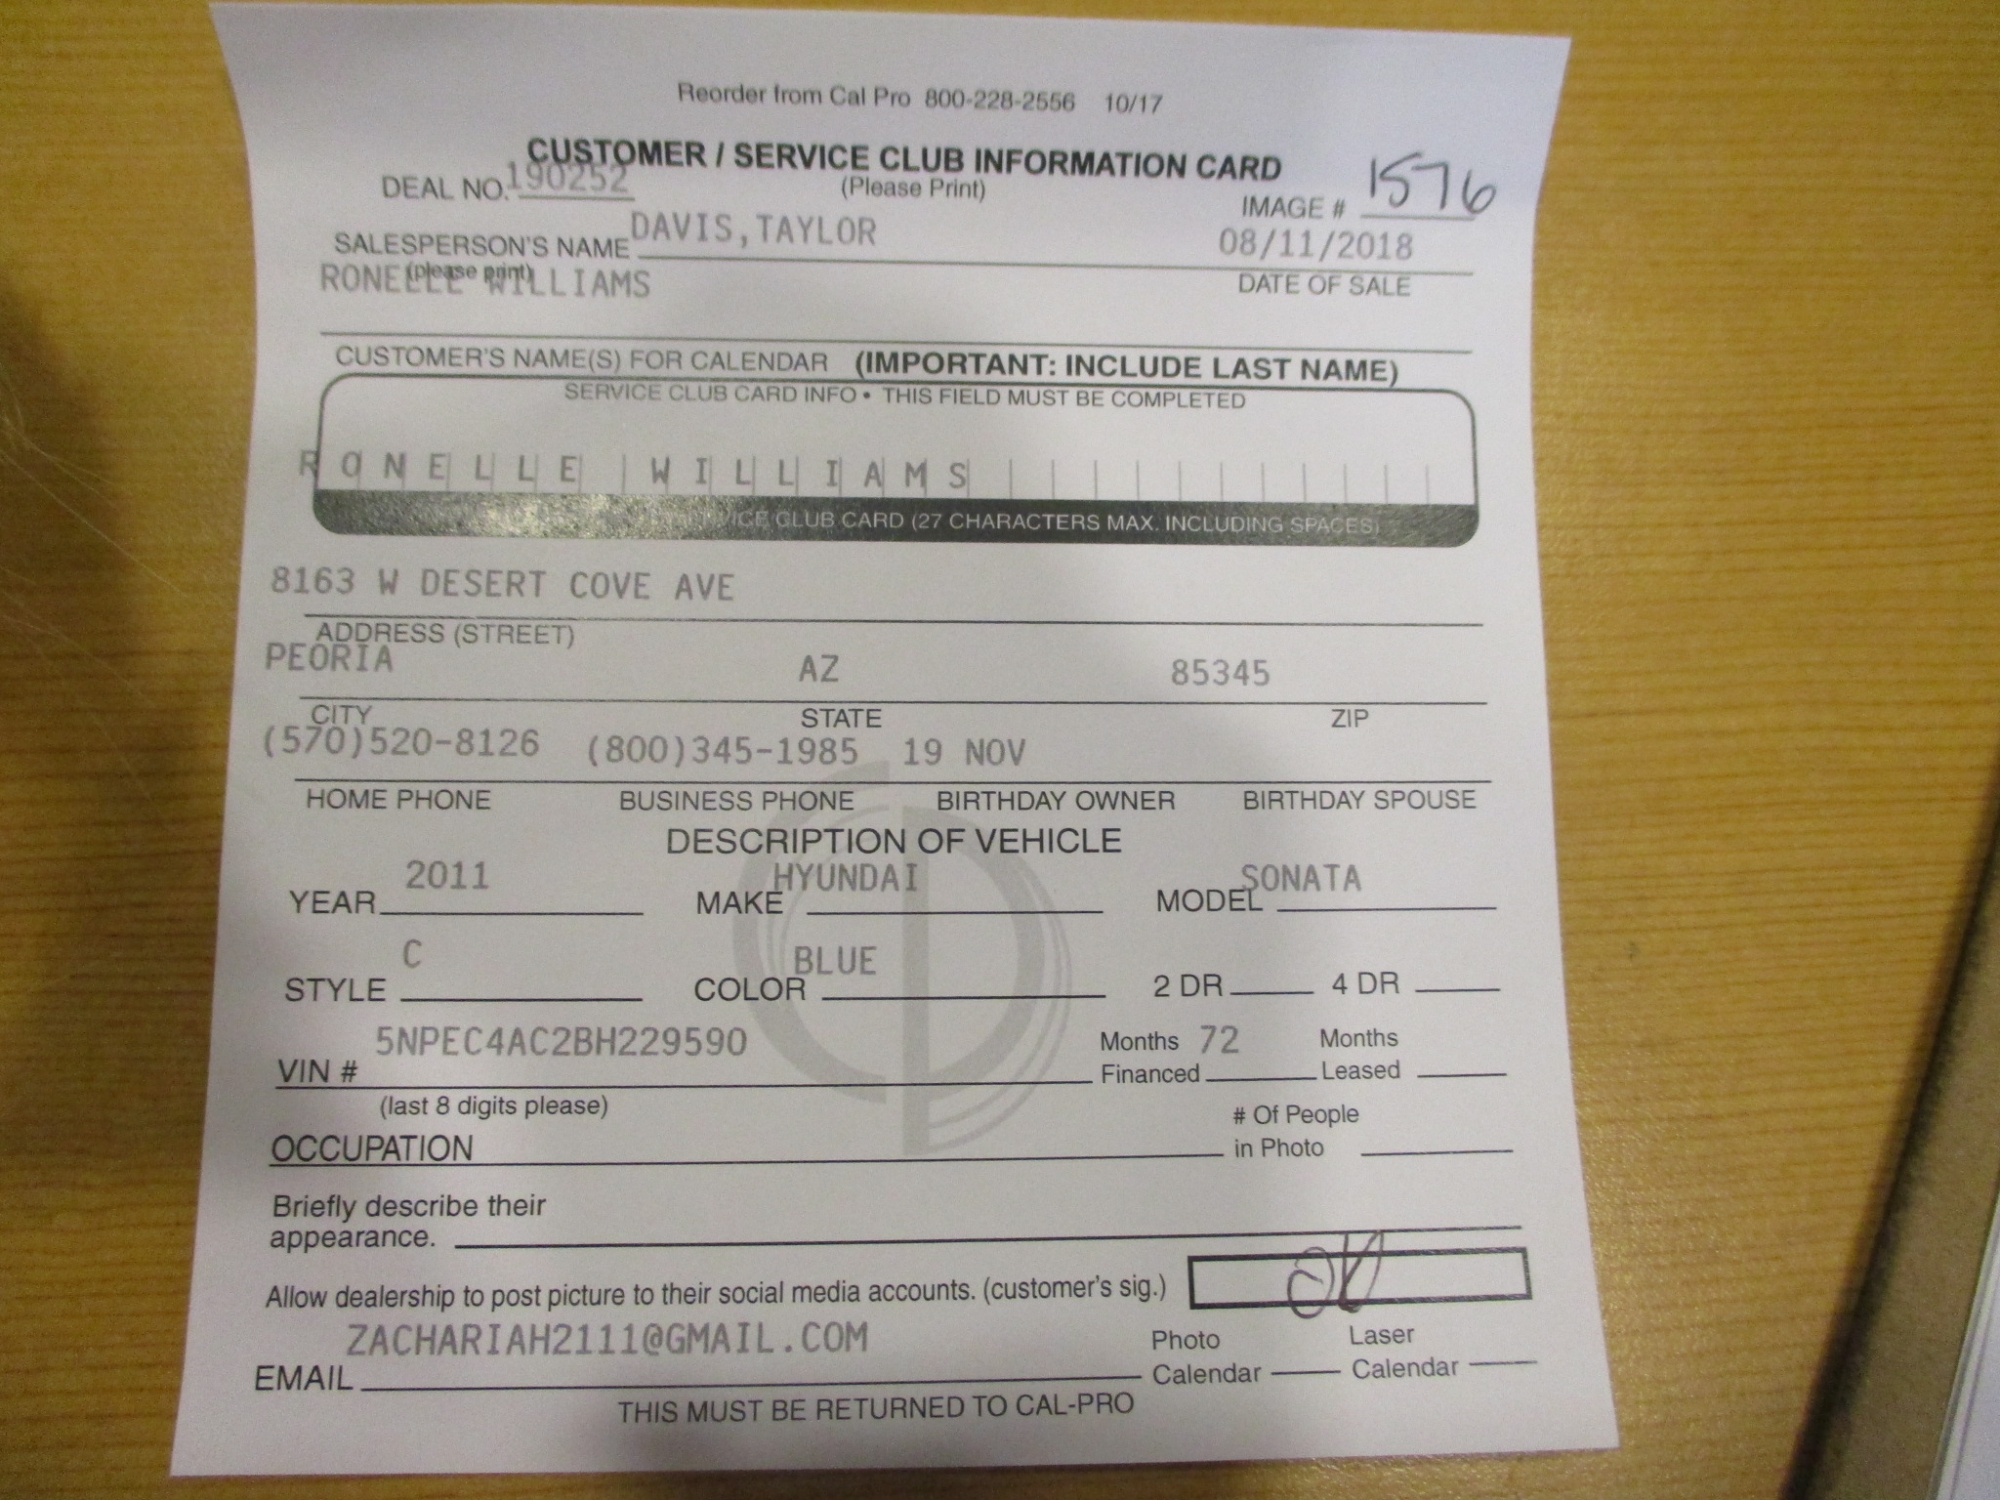 Reorder from Cal Pro 800-228-2556 10/17
CUSTOMER / SERVICE CLUB INFORMATION CARD
DEAL NO. 190252 (Please Print) IMAGE # 1576
SALESPERSON'S NAME DAVIS,TAYLOR 08/11/2018
(please print) DATE OF SALE
RONELLE WILLIAMS
CUSTOMER'S NAME(S) FOR CALENDAR (IMPORTANT: INCLUDE LAST NAME)
SERVICE CLUB CARD INFO • THIS FIELD MUST BE COMPLETED
RONELLE WILLIAMS
CLUB CARD (27 CHARACTERS MAX. INCLUDING SPACES)
8163 W DESERT COVE AVE
ADDRESS (STREET)
PEORIA AZ 85345
CITY STATE ZIP
(570)520-8126 (800)345-1985 19 NOV
HOME PHONE BUSINESS PHONE BIRTHDAY OWNER BIRTHDAY SPOUSE
DESCRIPTION OF VEHICLE
YEAR 2011 MAKE HYUNDAI MODEL SONATA
STYLE C COLOR BLUE 2 DR 4 DR
VIN # 5NPEC4AC2BH229590 Months Financed 72 Months Leased
(last 8 digits please)
OCCUPATION # Of People in Photo
Briefly describe their
appearance.
Allow dealership to post picture to their social media accounts. (customer's sig.)
EMAIL ZACHARIAH2111@GMAIL.COM Photo Calendar Laser Calendar
THIS MUST BE RETURNED TO CAL-PRO